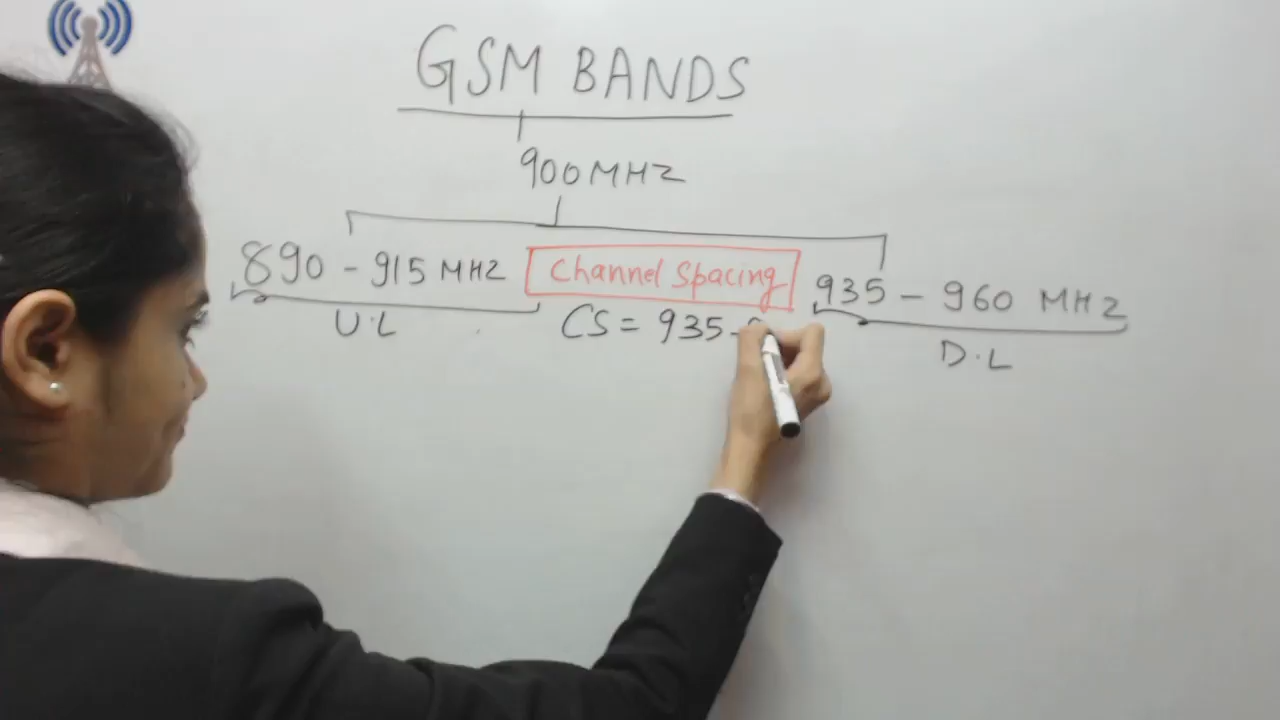 GSM BANDS
900 MHZ
890 - 915 MHZ Channel Spacing 935 - 960 MHZ
U.L CS = 935 - D.L